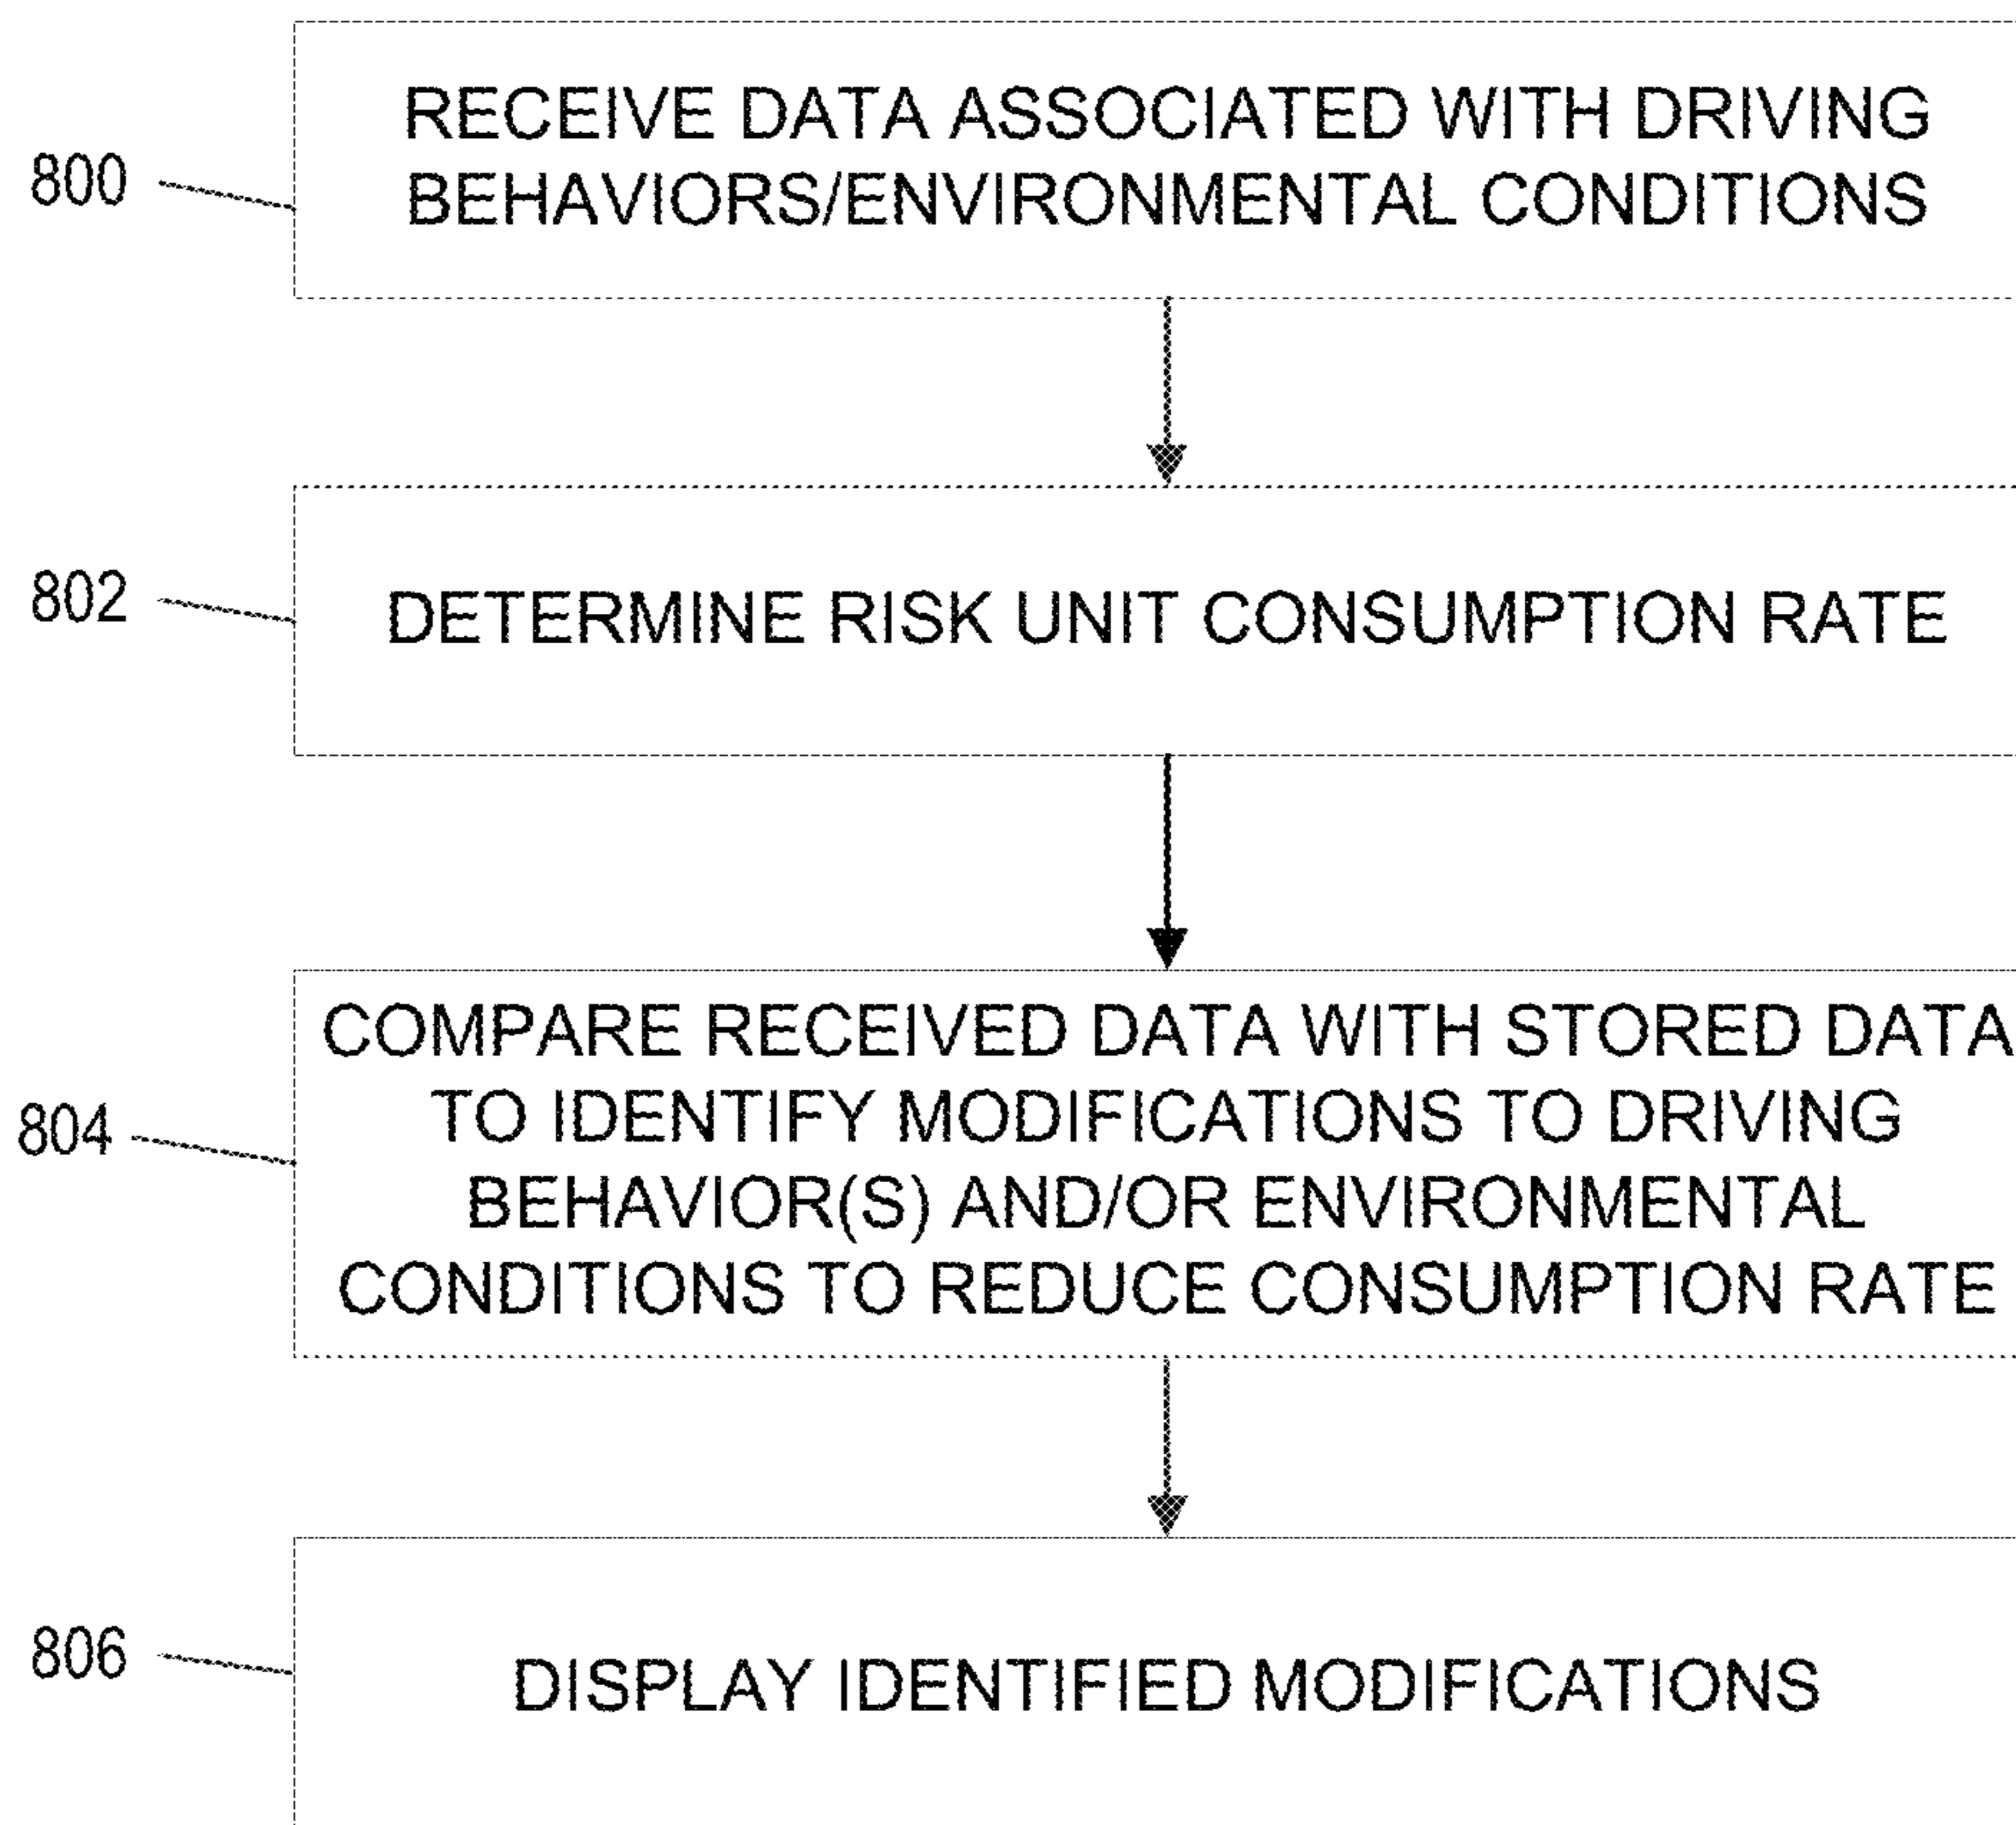 800
RECEIVE DATA ASSOCIATED WITH DRIVING
BEHAVIORS/ENVIRONMENTAL CONDITIONS
802
DETERMINE RISK UNIT CONSUMPTION RATE
804
COMPARE RECEIVED DATA WITH STORED DATA
TO IDENTIFY MODIFICATIONS TO DRIVING
BEHAVIOR(S) AND/OR ENVIRONMENTAL
CONDITIONS TO REDUCE CONSUMPTION RATE
806
DISPLAY IDENTIFIED MODIFICATIONS